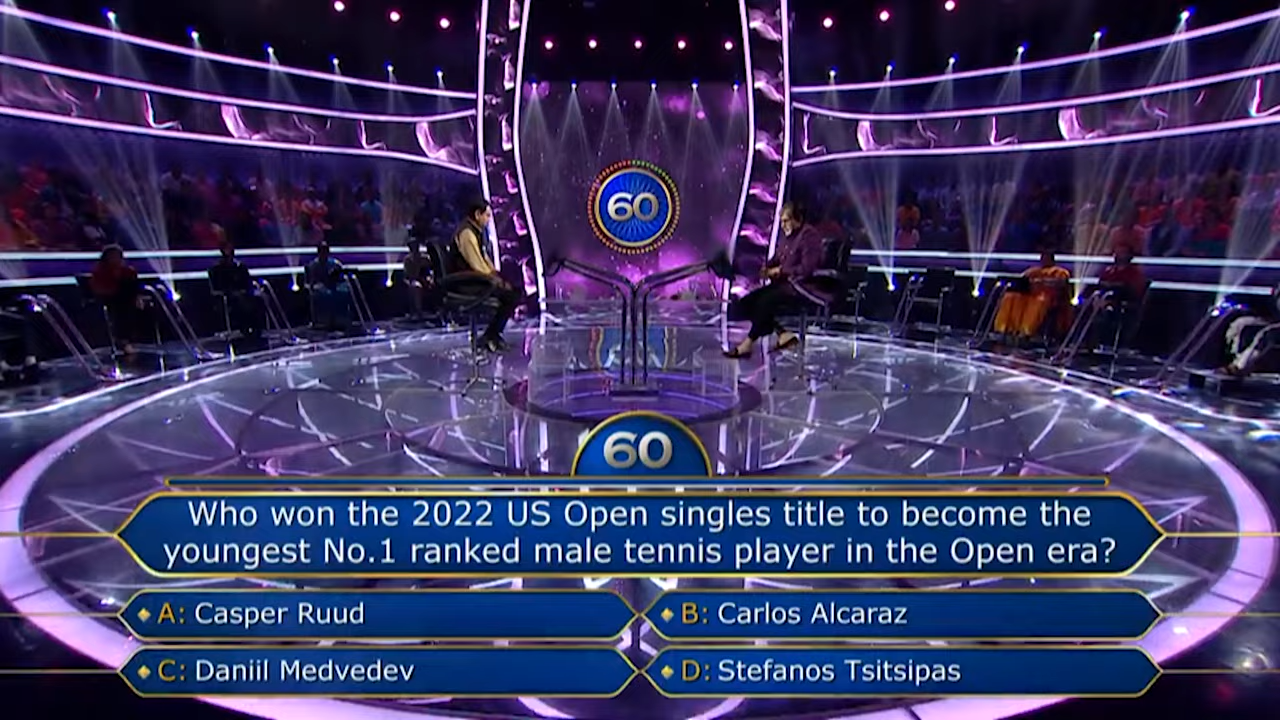 60
60
Who won the 2022 US Open singles title to become the
youngest No.1 ranked male tennis player in the Open era?
A: Casper Ruud
B: Carlos Alcaraz
C: Daniil Medvedev
D: Stefanos Tsitsipas